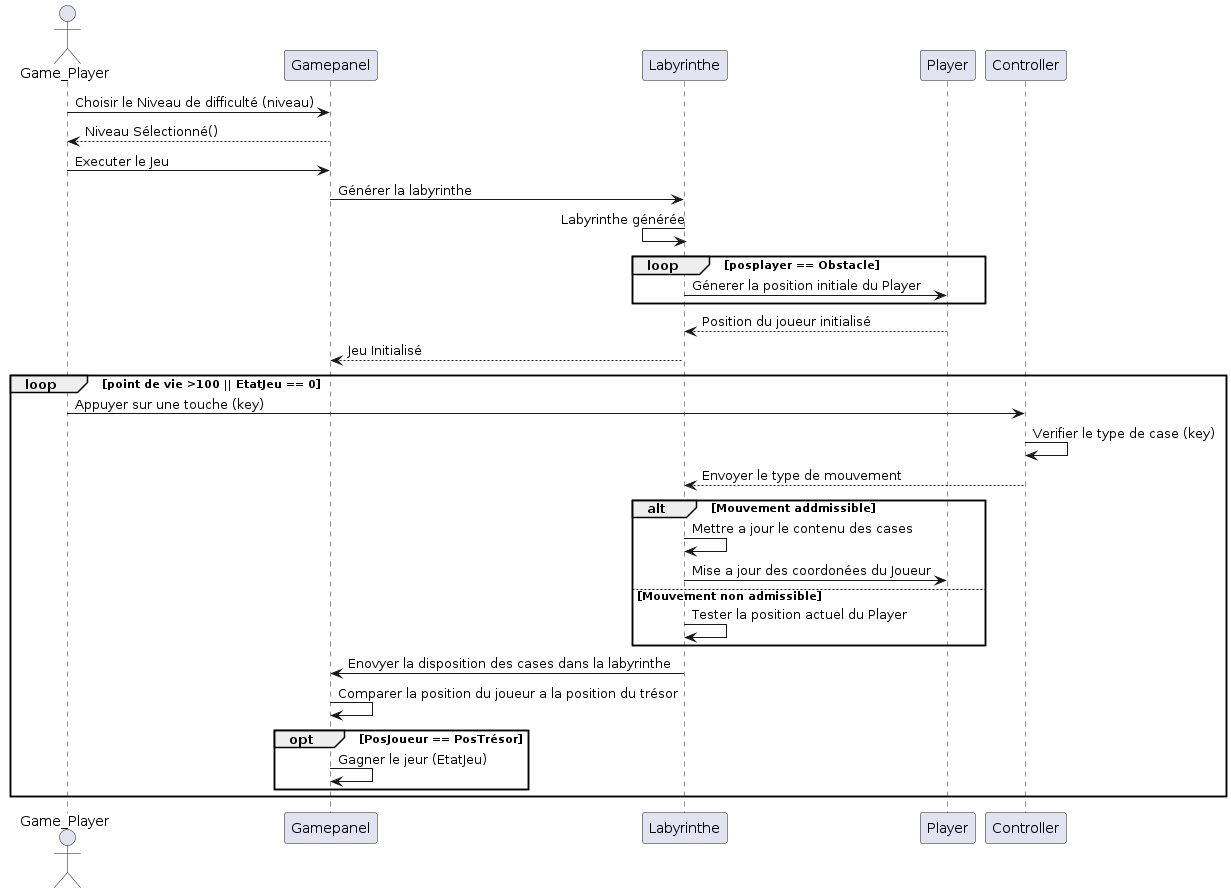 Game_Player
Gamepanel
Labyrinthe
Player
Controller
Choisir le Niveau de difficulté (niveau)
Niveau Sélectionné()
Executer le Jeu
Générer la labyrinthe
Labyrinthe générée
loop [posplayer == Obstacle]
Génerer la position initiale du Player
Position du joueur initialisé
Jeu Initialisé
loop [point de vie >100 || EtatJeu == 0]
Appuyer sur une touche (key)
Verifier le type de case (key)
Envoyer le type de mouvement
alt [Mouvement addmissible]
Mettre a jour le contenu des cases
Mise a jour des coordonées du Joueur
[Mouvement non admissible]
Tester la position actuel du Player
Enovyer la disposition des cases dans la labyrinthe
Comparer la position du joueur a la position du trésor
opt [PosJoueur == PosTrésor]
Gagner le jeur (EtatJeu)
Game_Player
Gamepanel
Labyrinthe
Player
Controller